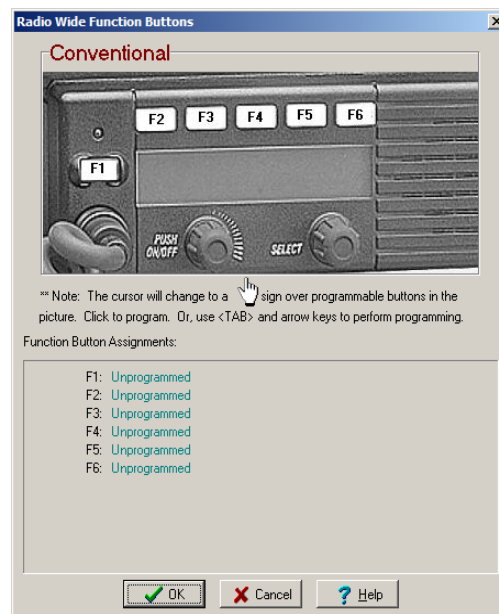 Radio Wide Function Buttons
Conventional
F2 F3 F4 F5 F6
F1
PUSH
ON/OFF
SELECT
** Note: The cursor will change to a sign over programmable buttons in the
picture. Click to program. Or, use <TAB> and arrow keys to perform programming.
Function Button Assignments:
F1: Unprogrammed
F2: Unprogrammed
F3: Unprogrammed
F4: Unprogrammed
F5: Unprogrammed
F6: Unprogrammed
OK Cancel Help